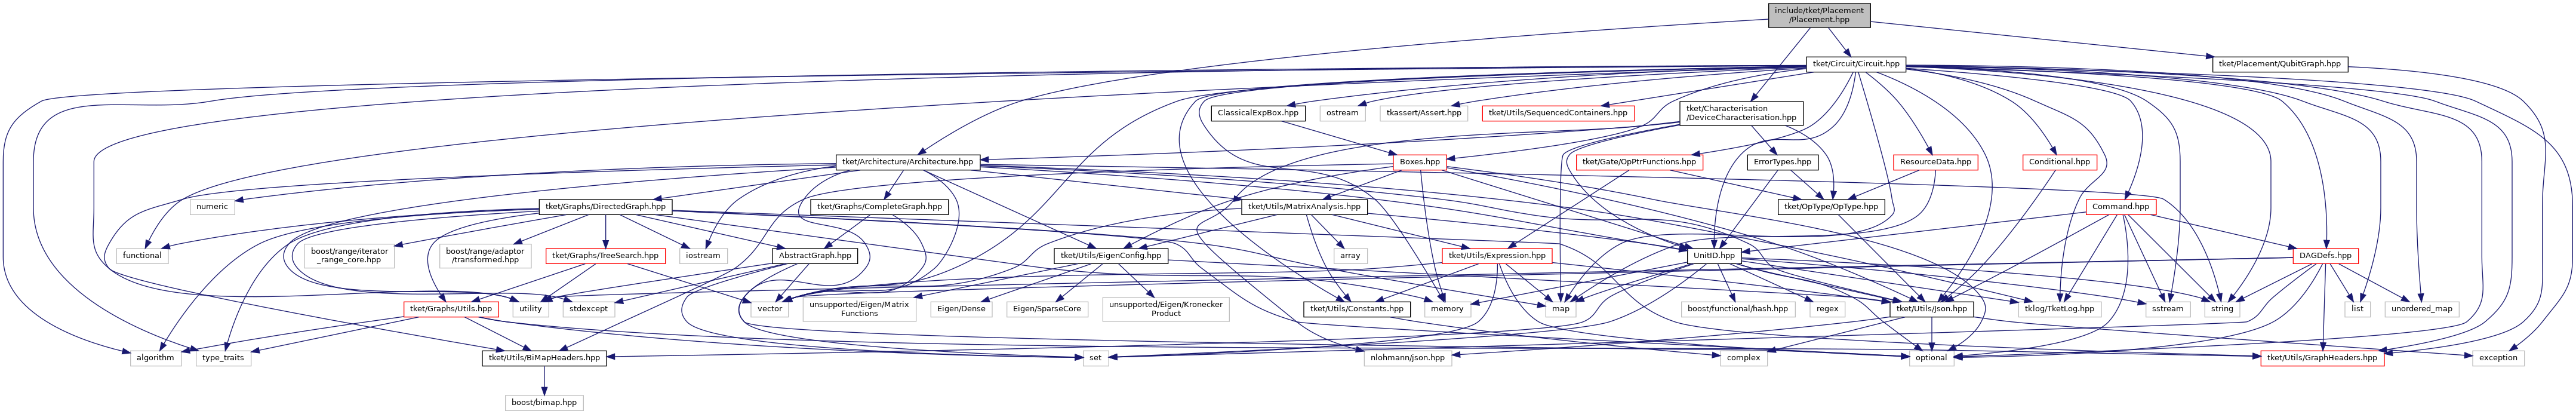 include/tket/Placement
/Placement.hpp
tket/Circuit/Circuit.hpp
tket/Placement/QubitGraph.hpp
ClassicalExpBox.hpp
ostream
tkassert/Assert.hpp
tket/Utils/SequencedContainers.hpp
tket/Characterisation
/DeviceCharacterisation.hpp
tket/Architecture/Architecture.hpp
Boxes.hpp
tket/Gate/OpPtrFunctions.hpp
ErrorTypes.hpp
ResourceData.hpp
Conditional.hpp
numeric
tket/Graphs/DirectedGraph.hpp
tket/Graphs/CompleteGraph.hpp
tket/Utils/MatrixAnalysis.hpp
tket/OpType/OpType.hpp
Command.hpp
functional
boost/range/iterator
_range_core.hpp
boost/range/adaptor
/transformed.hpp
tket/Graphs/TreeSearch.hpp
iostream
AbstractGraph.hpp
tket/Utils/EigenConfig.hpp
array
tket/Utils/Expression.hpp
UnitID.hpp
DAGDefs.hpp
tket/Graphs/Utils.hpp
utility
stdexcept
vector
unsupported/Eigen/Matrix
Functions
Eigen/Dense
Eigen/SparseCore
unsupported/Eigen/Kronecker
Product
tket/Utils/Constants.hpp
memory
map
boost/functional/hash.hpp
regex
tket/Utils/Json.hpp
tklog/TketLog.hpp
sstream
string
list
unordered_map
algorithm
type_traits
tket/Utils/BiMapHeaders.hpp
set
nlohmann/json.hpp
complex
optional
tket/Utils/GraphHeaders.hpp
exception
boost/bimap.hpp